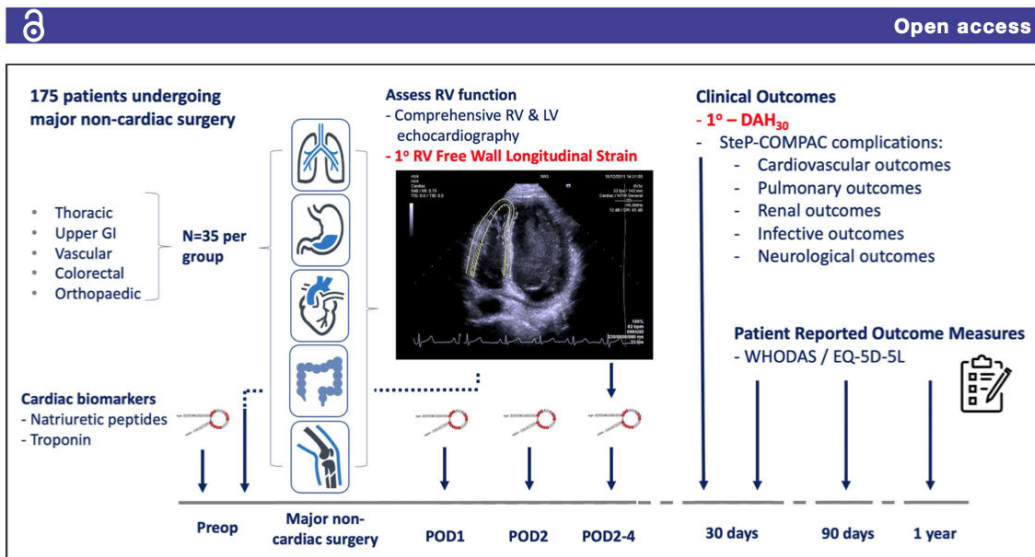 Open access
175 patients undergoing
major non-cardiac surgery
• Thoracic
• Upper GI
• Vascular
• Colorectal
• Orthopaedic
N=35 per
group
Cardiac biomarkers
- Natriuretic peptides
- Troponin
Assess RV function
- Comprehensive RV & LV
echocardiography
- 1º RV Free Wall Longitudinal Strain
Clinical Outcomes
- 1º – DAH30
- SteP-COMPAC complications:
- Cardiovascular outcomes
- Pulmonary outcomes
- Renal outcomes
- Infective outcomes
- Neurological outcomes
Patient Reported Outcome Measures
- WHODAS / EQ-5D-5L
Preop
Major non-
cardiac surgery
POD1
POD2
POD2-4
30 days
90 days
1 year